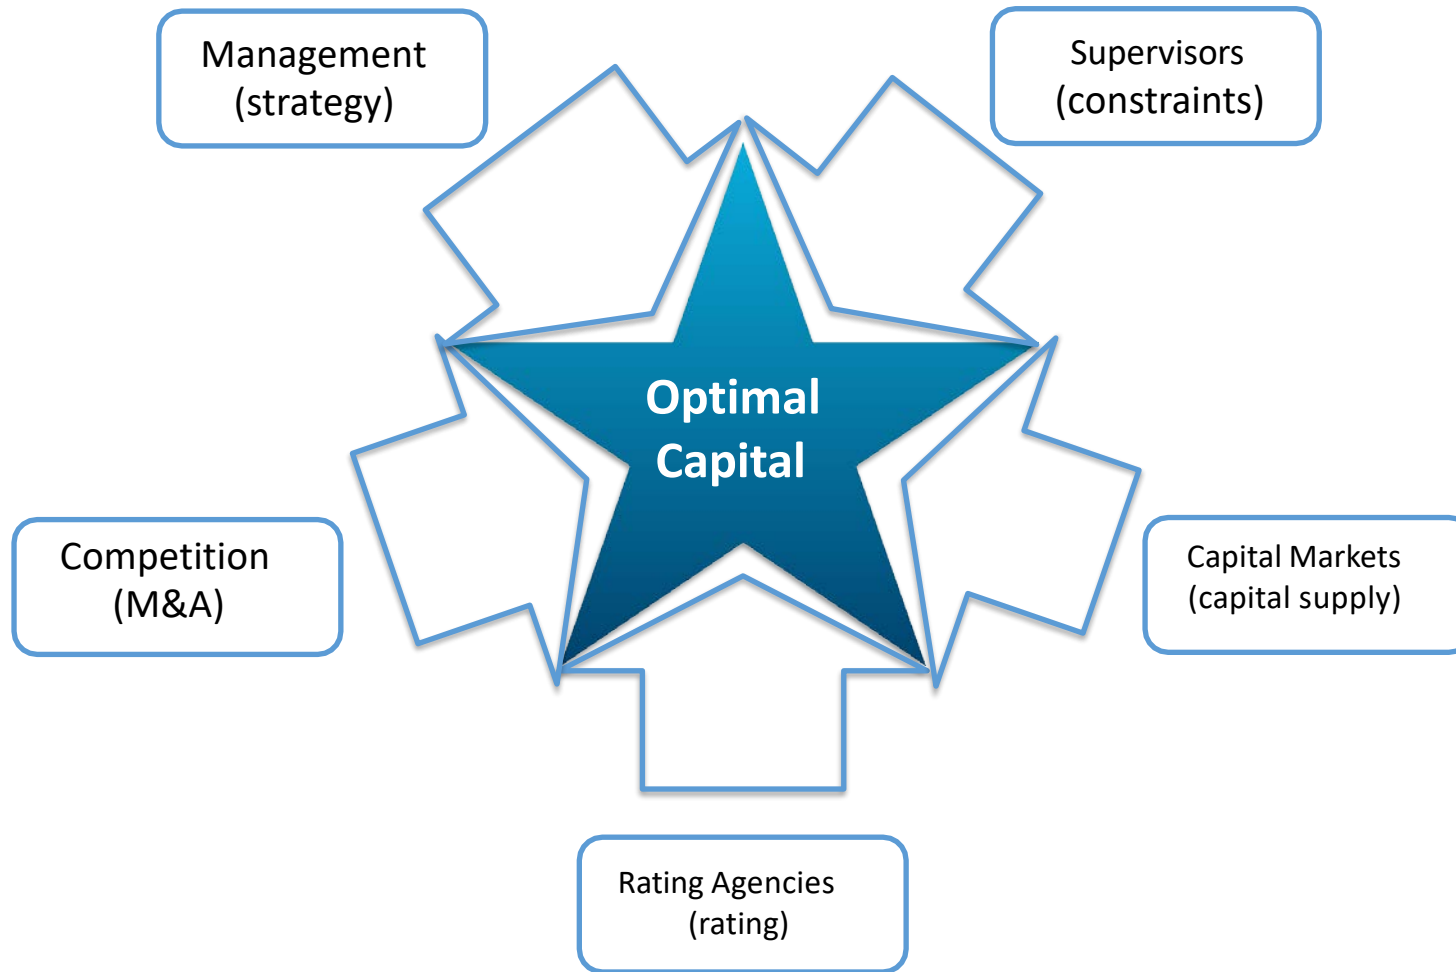 Management
(strategy)
Supervisors
(constraints)
Optimal
Capital
Competition
(M&A)
Capital Markets
(capital supply)
Rating Agencies
(rating)